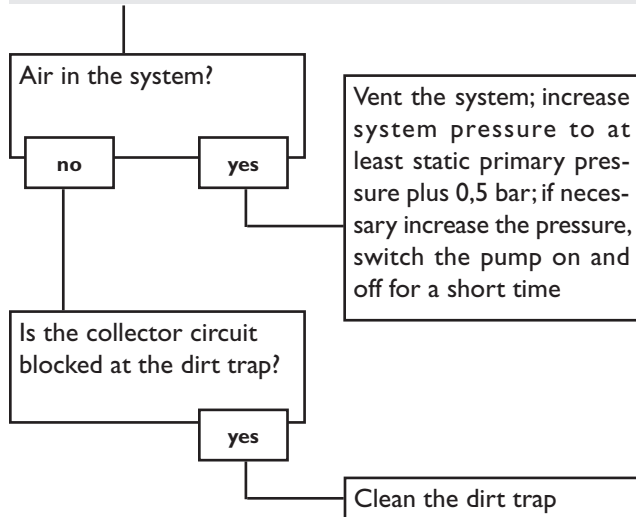 Air in the system?
no
yes
Vent the system; increase
system pressure to at
least static primary pres-
sure plus 0,5 bar; if neces-
sary increase the pressure,
switch the pump on and
off for a short time
Is the collector circuit
blocked at the dirt trap?
yes
Clean the dirt trap